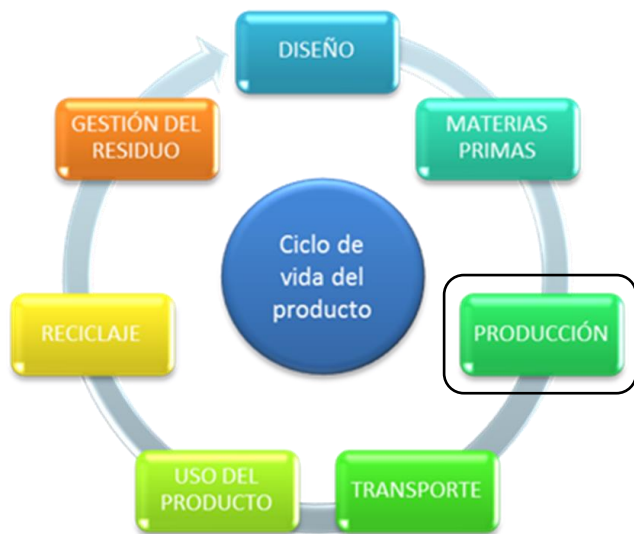 DISEÑO
MATERIAS
PRIMAS
PRODUCCIÓN
TRANSPORTE
USO DEL
PRODUCTO
RECICLAJE
GESTIÓN DEL
RESIDUO
Ciclo de
vida del
producto